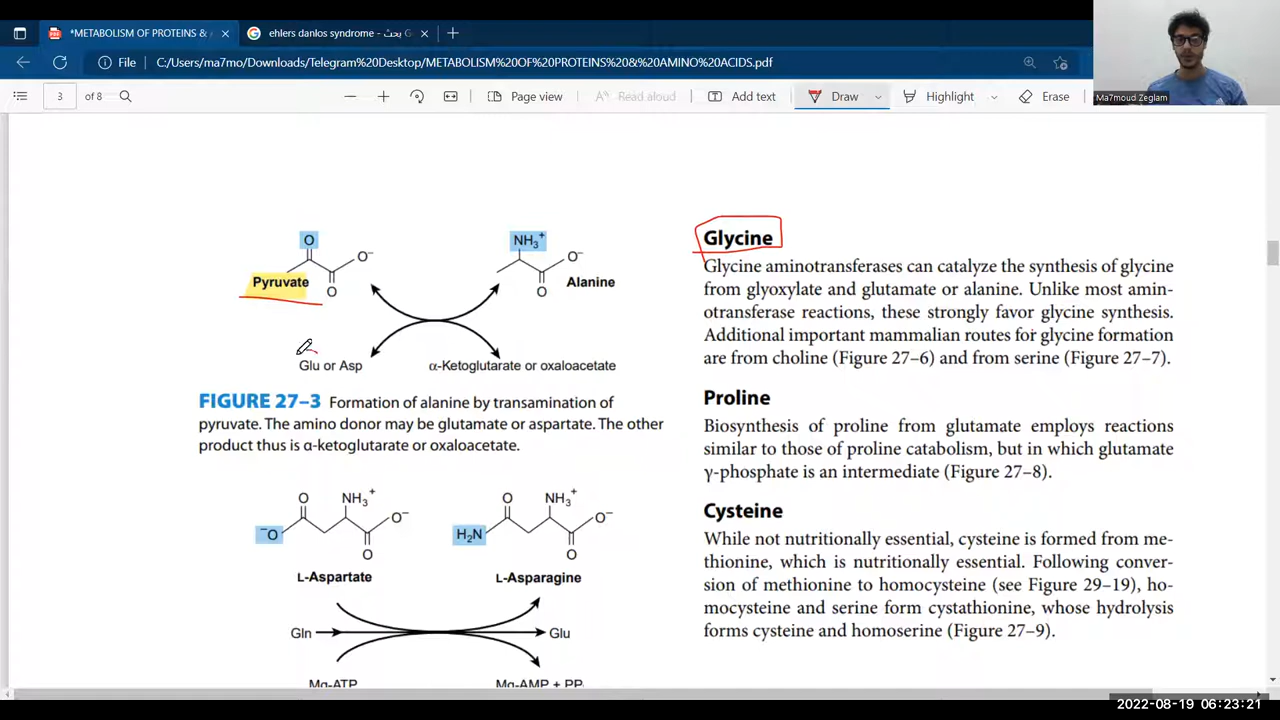 *METABOLISM OF PROTEINS & A
ehlers danlos syndrome - بحث G
File
C:/Users/ma7mo/Downloads/Telegram%20Desktop/METABOLISM%20OF%20PROTEINS%20&%20AMINO%20ACIDS.pdf
3
of 8
Page view
Read aloud
Add text
Draw
Highlight
Erase
Ma7moud Zeglam
O
O⁻
Pyruvate
O
NH₃⁺
O⁻
O
Alanine
Glu or Asp
α-Ketoglutarate or oxaloacetate
FIGURE 27–3 Formation of alanine by transamination of
pyruvate. The amino donor may be glutamate or aspartate. The other
product thus is α-ketoglutarate or oxaloacetate.
O NH₃⁺
⁻O O⁻
O
L-Aspartate
O NH₃⁺
H₂N O⁻
O
L-Asparagine
Gln
Glu
Mg-ATP
Mg-AMP + PPᵢ
Glycine
Glycine aminotransferases can catalyze the synthesis of glycine
from glyoxylate and glutamate or alanine. Unlike most amin-
otransferase reactions, these strongly favor glycine synthesis.
Additional important mammalian routes for glycine formation
are from choline (Figure 27–6) and from serine (Figure 27–7).
Proline
Biosynthesis of proline from glutamate employs reactions
similar to those of proline catabolism, but in which glutamate
γ-phosphate is an intermediate (Figure 27–8).
Cysteine
While not nutritionally essential, cysteine is formed from me-
thionine, which is nutritionally essential. Following conver-
sion of methionine to homocysteine (see Figure 29–19), ho-
mocysteine and serine form cystathionine, whose hydrolysis
forms cysteine and homoserine (Figure 27–9).
2022-08-19 06:23:21